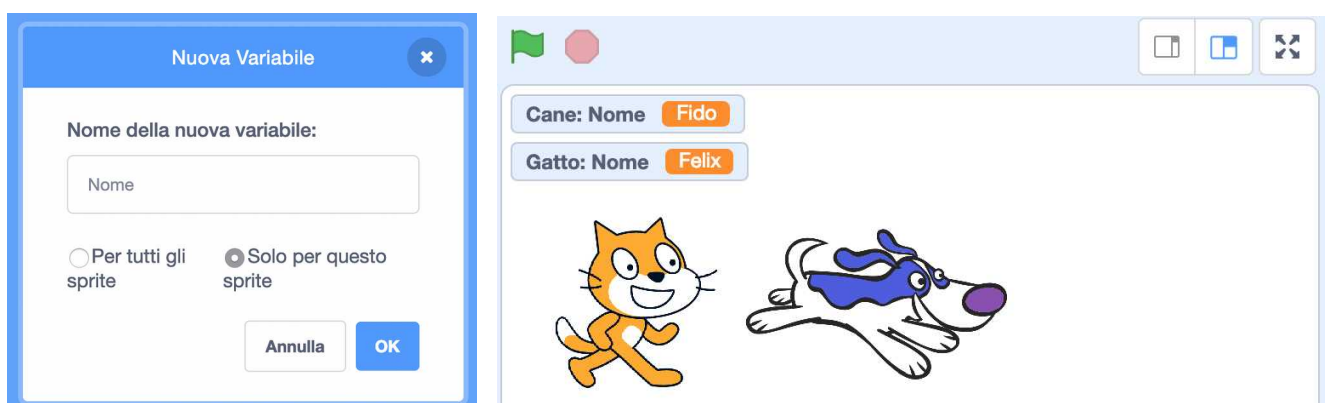 Nuova Variabile
Nome della nuova variabile:
Nome
Per tutti gli sprite
Solo per questo sprite
Annulla
OK
Cane: Nome Fido
Gatto: Nome Felix